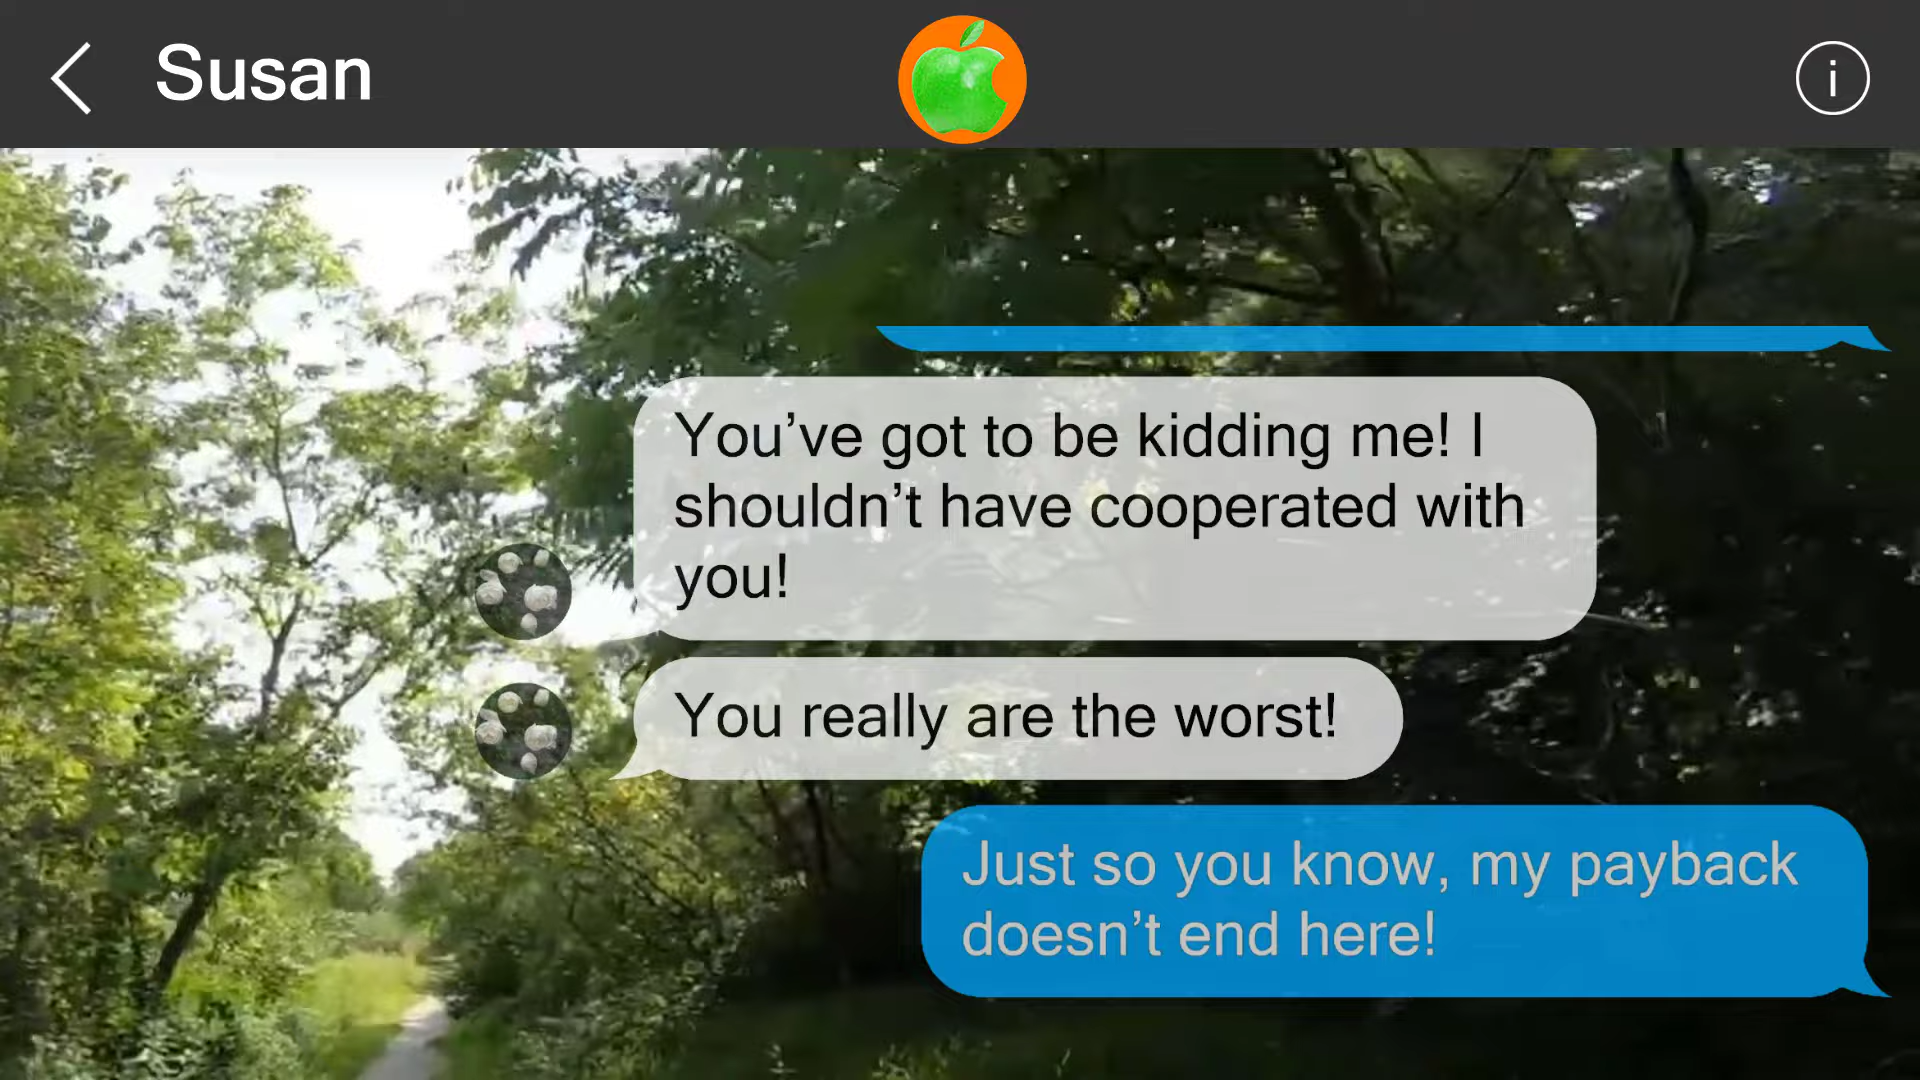 Susan
i
You’ve got to be kidding me! I
shouldn’t have cooperated with
you!
You really are the worst!
Just so you know, my payback
doesn’t end here!